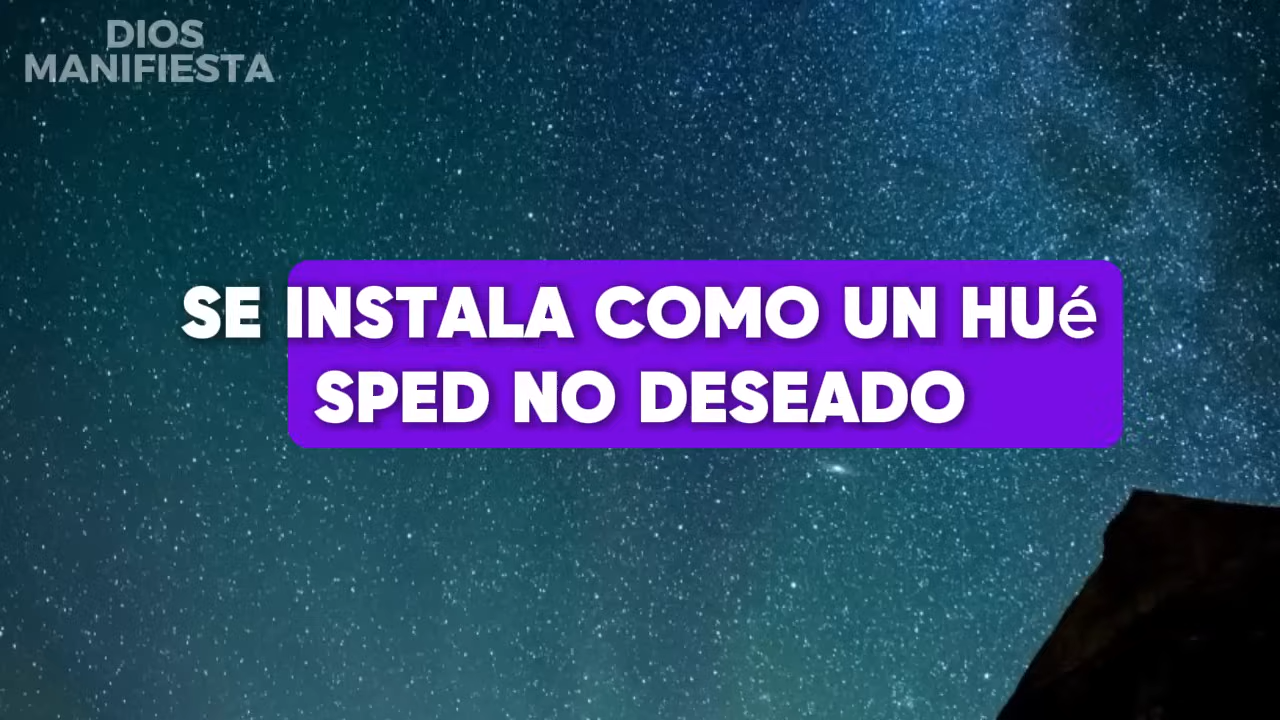 DIOS
MANIFIESTA
SE INSTALA COMO UN HUé
SPED NO DESEADO